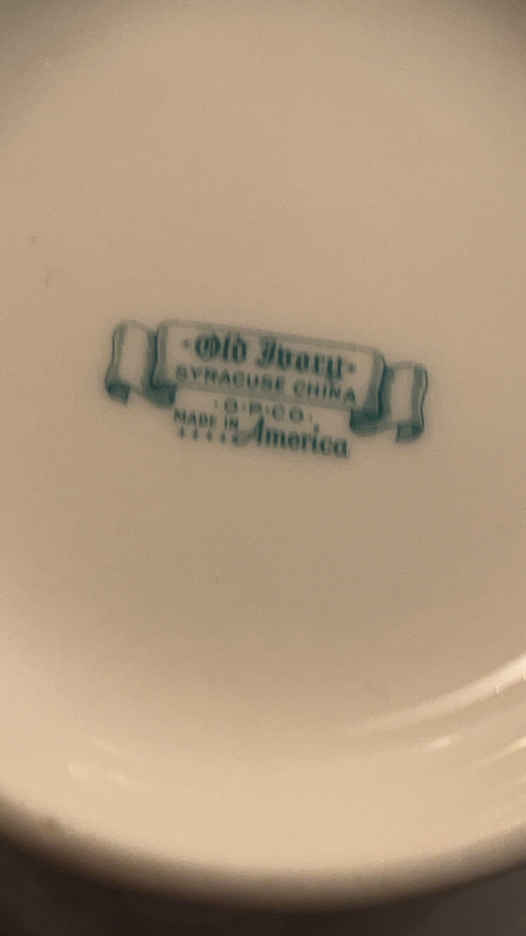 ·Old Ivory·
SYRACUSE CHINA
·O·P·CO·
MADE IN America